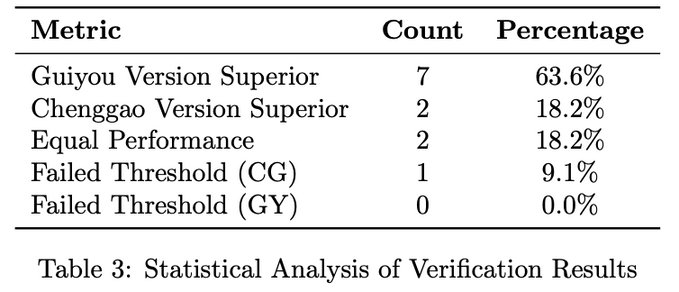 Metric Count Percentage
Guiyou Version Superior 7 63.6%
Chenggao Version Superior 2 18.2%
Equal Performance 2 18.2%
Failed Threshold (CG) 1 9.1%
Failed Threshold (GY) 0 0.0%
Table 3: Statistical Analysis of Verification Results